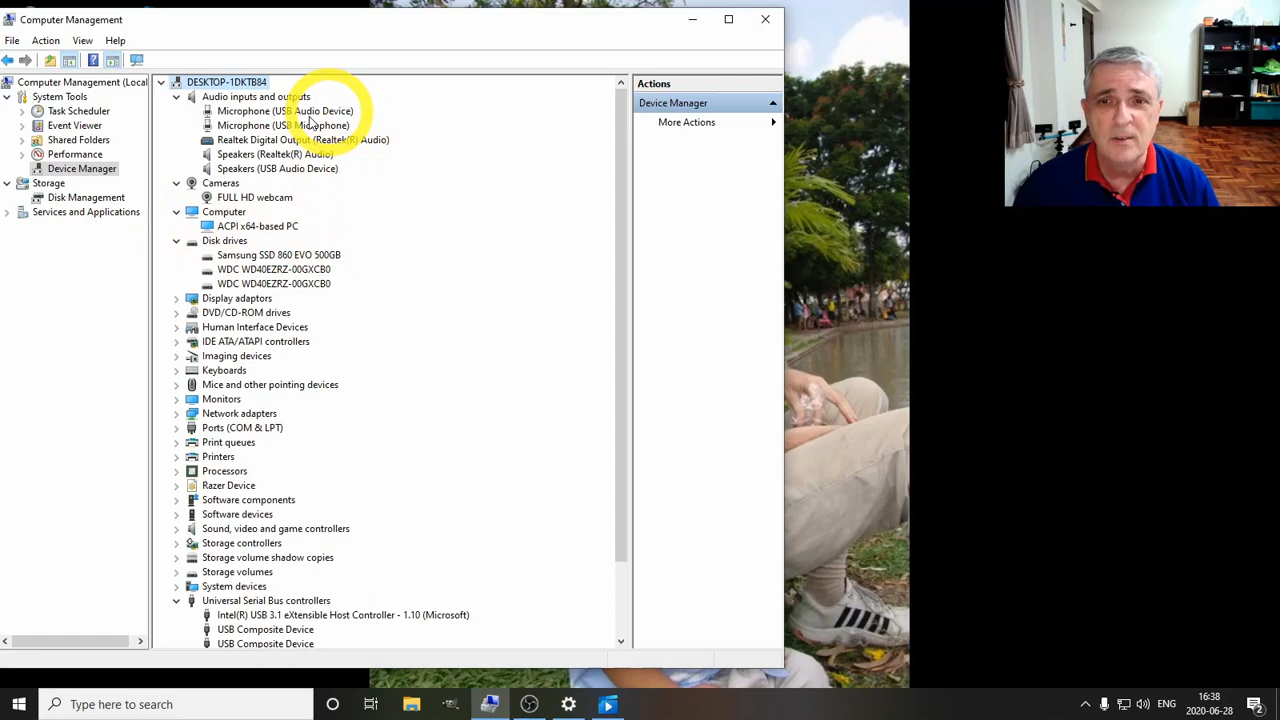 Computer Management
File Action View Help
Computer Management (Local
System Tools
Task Scheduler
Event Viewer
Shared Folders
Performance
Device Manager
Storage
Disk Management
Services and Applications
DESKTOP-1DKTB84
Audio inputs and outputs
Microphone (USB Audio Device)
Microphone (USB Microphone)
Realtek Digital Output (Realtek(R) Audio)
Speakers (Realtek(R) Audio)
Speakers (USB Audio Device)
Cameras
FULL HD webcam
Computer
ACPI x64-based PC
Disk drives
Samsung SSD 860 EVO 500GB
WDC WD40EZRZ-00GXCB0
WDC WD40EZRZ-00GXCB0
Display adaptors
DVD/CD-ROM drives
Human Interface Devices
IDE ATA/ATAPI controllers
Imaging devices
Keyboards
Mice and other pointing devices
Monitors
Network adapters
Ports (COM & LPT)
Print queues
Printers
Processors
Razer Device
Software components
Software devices
Sound, video and game controllers
Storage controllers
Storage volume shadow copies
Storage volumes
System devices
Universal Serial Bus controllers
Intel(R) USB 3.1 eXtensible Host Controller - 1.10 (Microsoft)
USB Composite Device
USB Composite Device
Actions
Device Manager
More Actions
Type here to search
ENG
16:38
2020-06-28
2